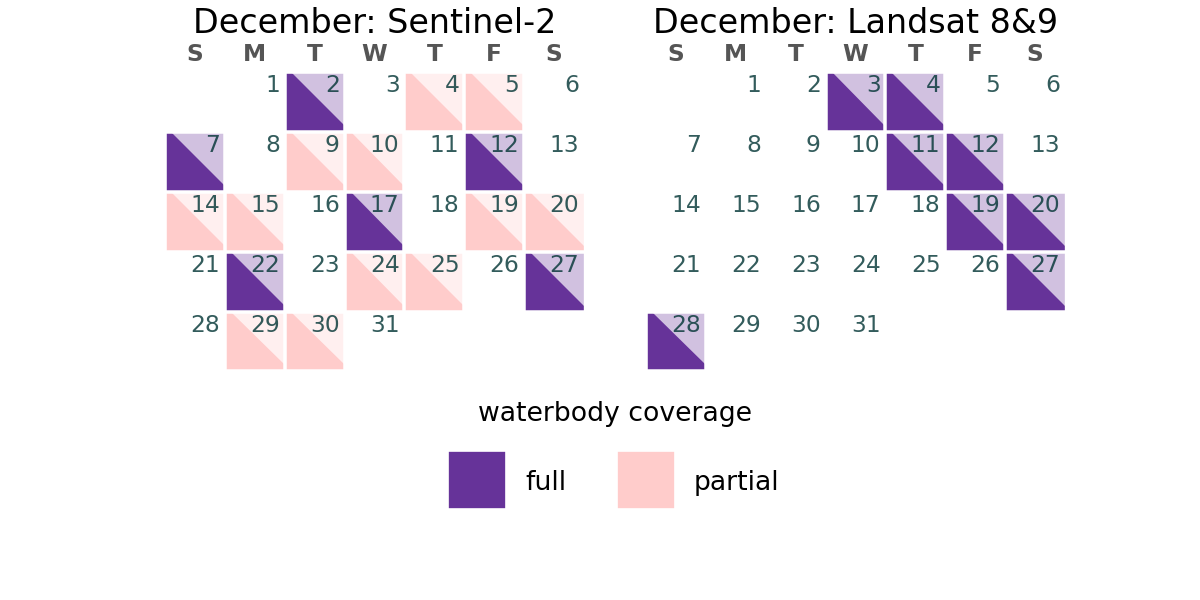 December: Sentinel-2
S M T W T F S
1 2 3 4 5 6
7 8 9 10 11 12 13
14 15 16 17 18 19 20
21 22 23 24 25 26 27
28 29 30 31
December: Landsat 8&9
S M T W T F S
1 2 3 4 5 6
7 8 9 10 11 12 13
14 15 16 17 18 19 20
21 22 23 24 25 26 27
28 29 30 31
waterbody coverage
full partial